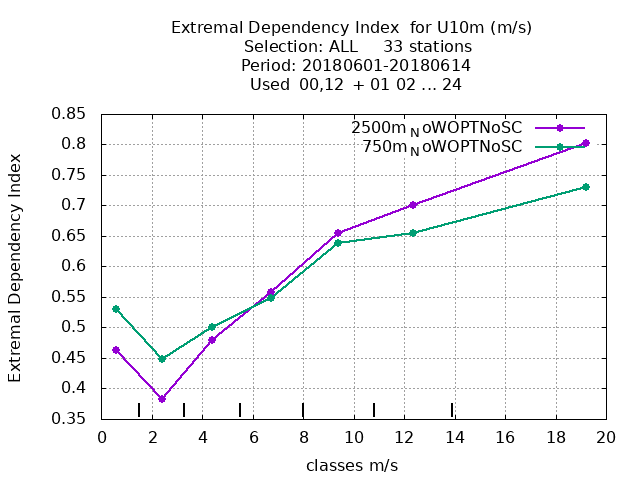 Extremal Dependency Index  for U10m (m/s)
Selection: ALL     33 stations
Period: 20180601-20180614
Used  00,12  + 01 02 ... 24
Extremal Dependency Index
0.85
0.8
0.75
0.7
0.65
0.6
0.55
0.5
0.45
0.4
0.35
2500m_NoWOPTNoSC
750m_NoWOPTNoSC
0 2 4 6 8 10 12 14 16 18 20
classes m/s